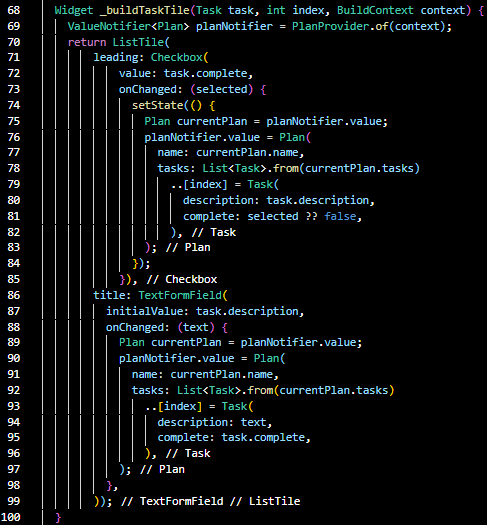 68 Widget _buildTaskTile(Task task, int index, BuildContext context) {
69 ValueNotifier<Plan> planNotifier = PlanProvider.of(context);
70 return ListTile(
71 leading: Checkbox(
72 value: task.complete,
73 onChanged: (selected) {
74 setState(() {
75 Plan currentPlan = planNotifier.value;
76 planNotifier.value = Plan(
77 name: currentPlan.name,
78 tasks: List<Task>.from(currentPlan.tasks)
79 ..[index] = Task(
80 description: task.description,
81 complete: selected ?? false,
82 ), // Task
83 ); // Plan
84 });
85 }), // Checkbox
86 title: TextFormField(
87 initialValue: task.description,
88 onChanged: (text) {
89 Plan currentPlan = planNotifier.value;
90 planNotifier.value = Plan(
91 name: currentPlan.name,
92 tasks: List<Task>.from(currentPlan.tasks)
93 ..[index] = Task(
94 description: text,
95 complete: task.complete,
96 ), // Task
97 ); // Plan
98 },
99 )); // TextFormField // ListTile
100 }